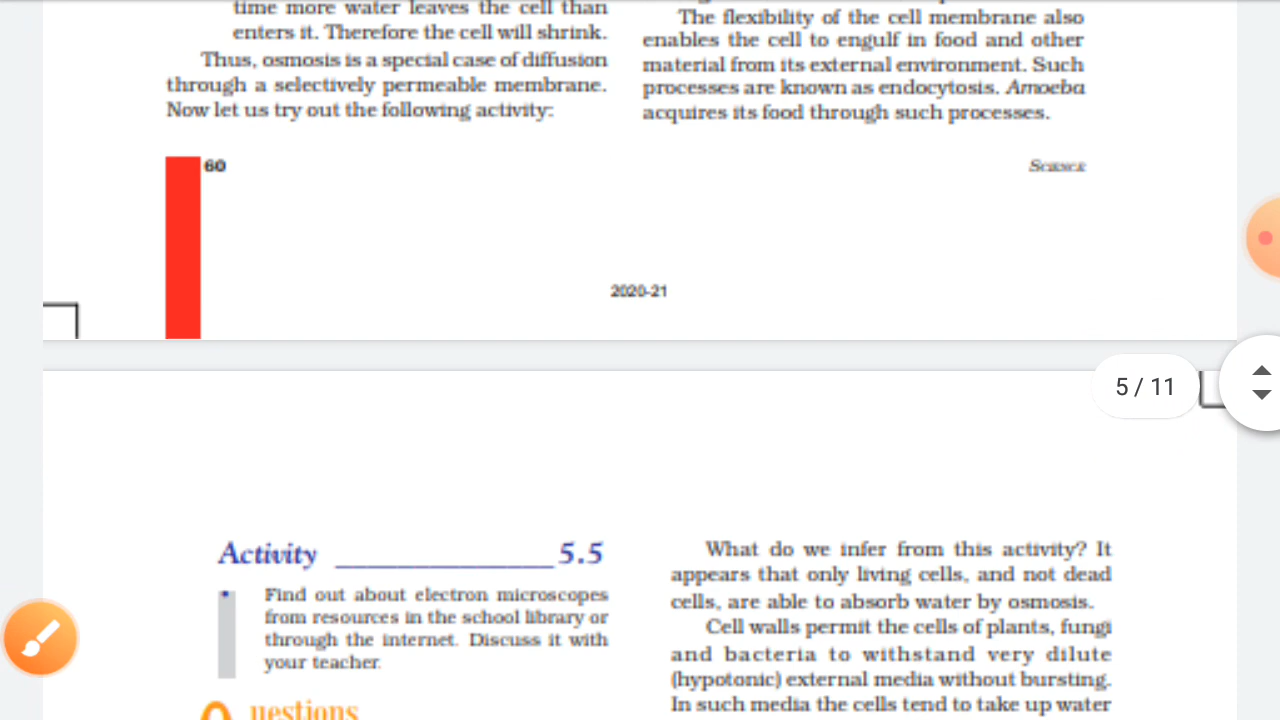 time more water leaves the cell than
enters it. Therefore the cell will shrink.
Thus, osmosis is a special case of diffusion
through a selectively permeable membrane.
Now let us try out the following activity:
The flexibility of the cell membrane also
enables the cell to engulf in food and other
material from its external environment. Such
processes are known as endocytosis. Amoeba
acquires its food through such processes.
60
Science
2020-21
5 / 11
Activity ______________ 5.5
• Find out about electron microscopes
from resources in the school library or
through the internet. Discuss it with
your teacher.
Questions
What do we infer from this activity? It
appears that only living cells, and not dead
cells, are able to absorb water by osmosis.
Cell walls permit the cells of plants, fungi
and bacteria to withstand very dilute
(hypotonic) external media without bursting.
In such media the cells tend to take up water